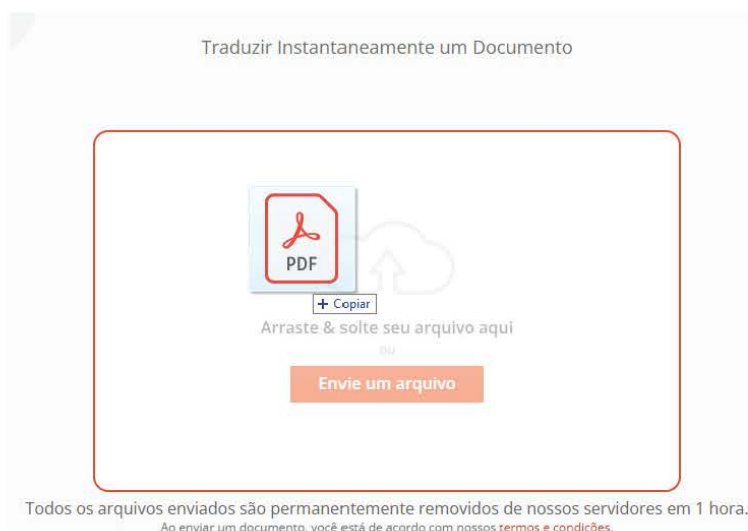 Traduzir Instantaneamente um Documento
PDF
+ Copiar
Arraste & solte seu arquivo aqui
ou
Envie um arquivo
Todos os arquivos enviados são permanentemente removidos de nossos servidores em 1 hora.
Ao enviar um documento, você está de acordo com nossos termos e condições.